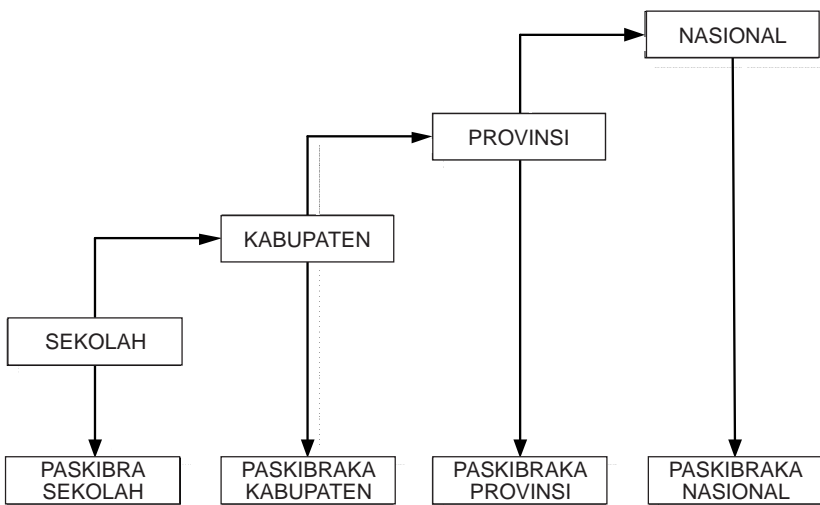 NASIONAL
PROVINSI
KABUPATEN
SEKOLAH
PASKIBRA
SEKOLAH
PASKIBRAKA
KABUPATEN
PASKIBRAKA
PROVINSI
PASKIBRAKA
NASIONAL